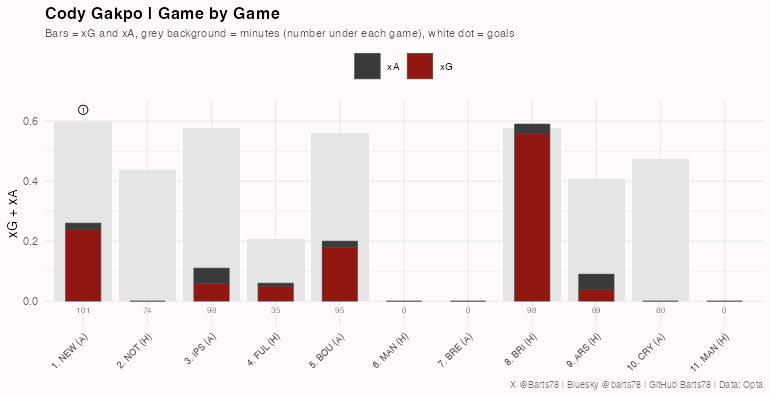 Cody Gakpo | Game by Game
Bars = xG and xA, grey background = minutes (number under each game), white dot = goals
xA xG
1
xG + xA
0.6
0.4
0.2
0.0
101 74 98 35 95 0 0 98 69 80 0
1. NEW (A)
2. NOT (H)
3. IPS (A)
4. FUL (H)
5. BOU (A)
6. MAN (H)
7. BRE (A)
8. BRI (H)
9. ARS (H)
10. CRY (A)
11. MAN (H)
X @Barts78 | Bluesky @barts78 | GitHub Barts78 | Data: Opta